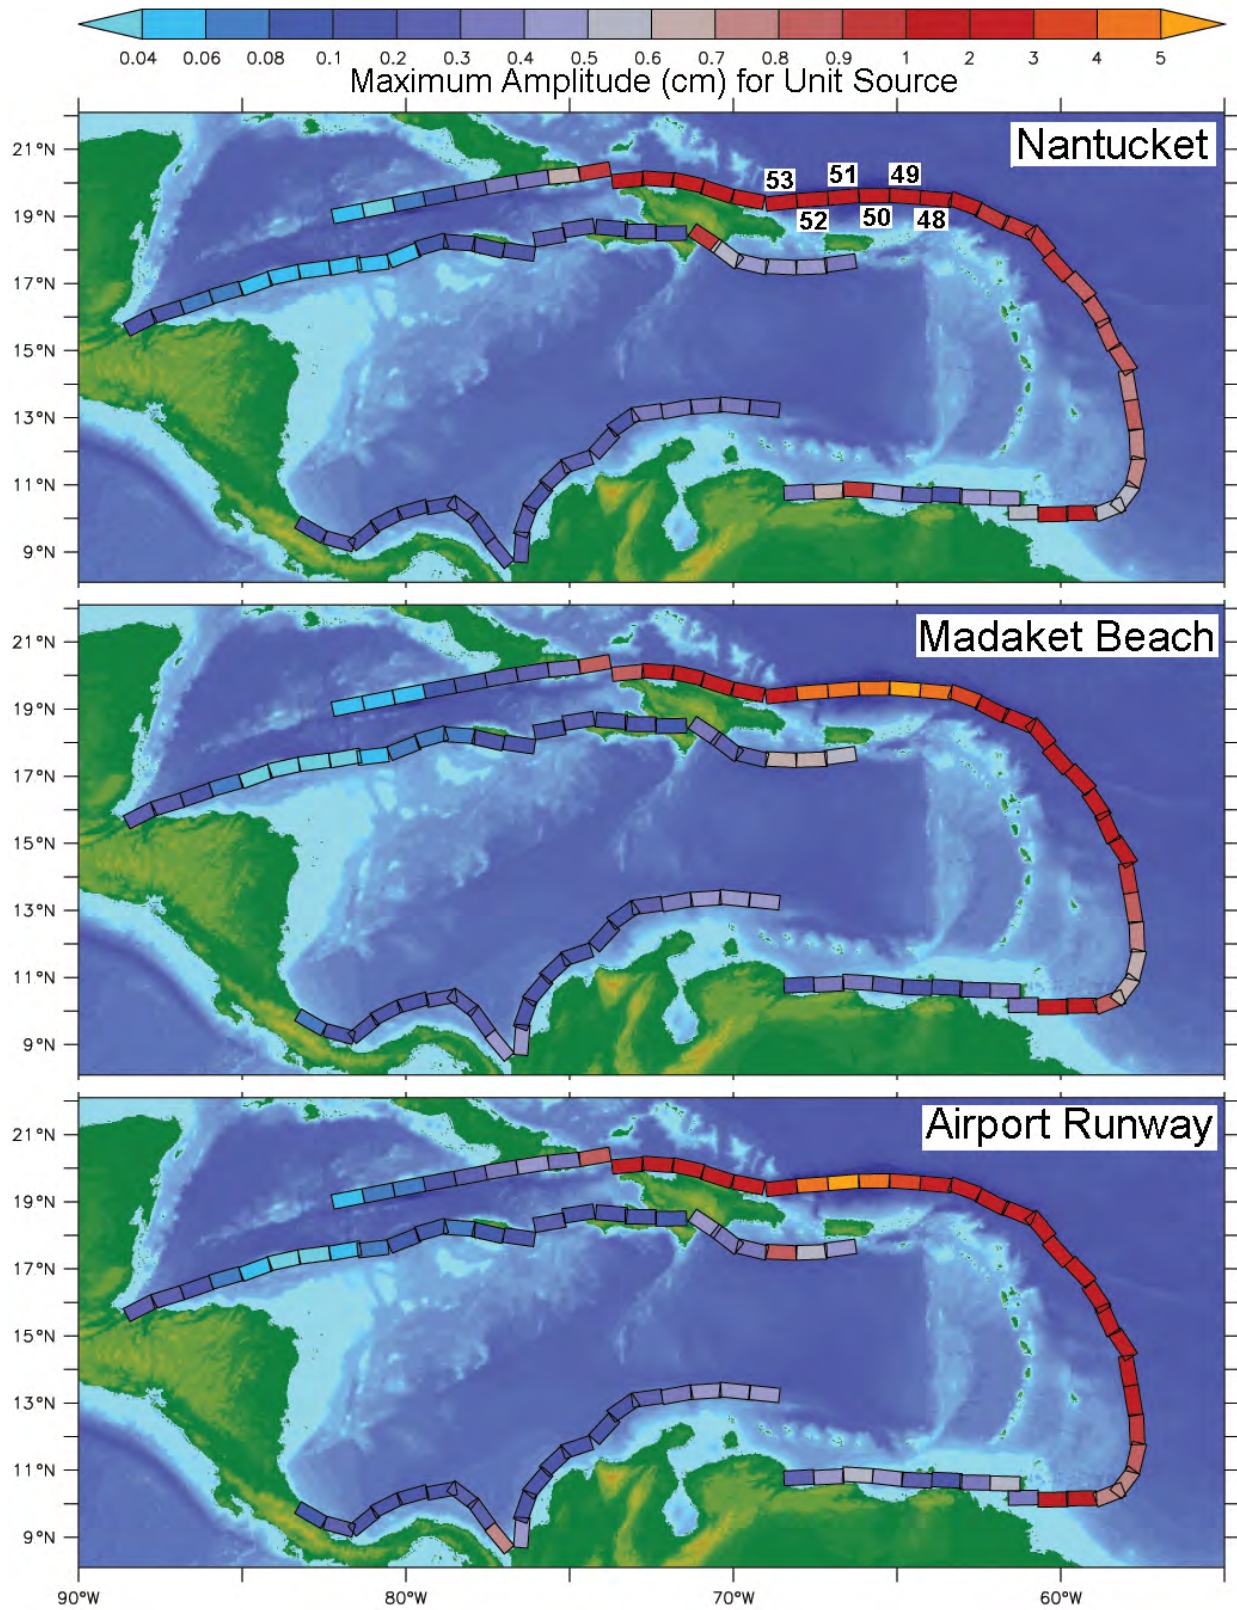 0.04 0.06 0.08 0.1 0.2 0.3 0.4 0.5 0.6 0.7 0.8 0.9 1 2 3 4 5
Maximum Amplitude (cm) for Unit Source
Nantucket
21°N
19°N
17°N
15°N
13°N
11°N
9°N
53 51 49
52 50 48
Madaket Beach
21°N
19°N
17°N
15°N
13°N
11°N
9°N
Airport Runway
21°N
19°N
17°N
15°N
13°N
11°N
9°N
90°W 80°W 70°W 60°W